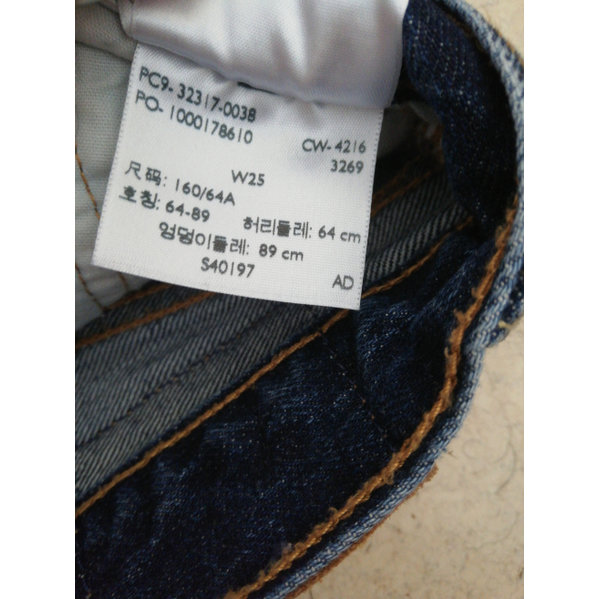 PC9-32317-0038
PO-1000178610
CW-4216
3269
W25
尺码: 160/64A
호칭: 64-89 허리둘레: 64 cm
엉덩이둘레: 89 cm
S40197
AD